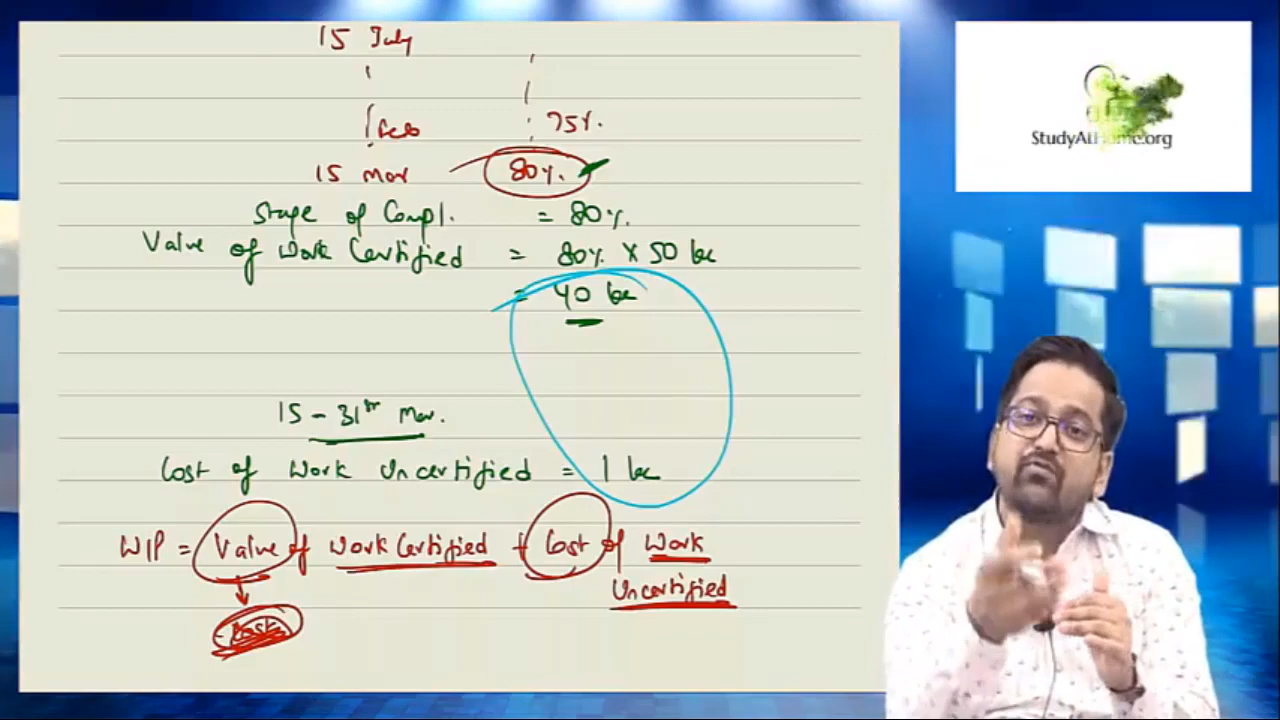 15 July
Feb 75%.
15 Mar 80%.
Stage of Compl. = 80%.
Value of Work Certified = 80% x 50 lac
= 40 lac
15 - 31st Mar.
Cost of Work Uncertified = 1 lac
WIP = Value of Work Certified + Cost of Work
Uncertified
StudyAtHome.org